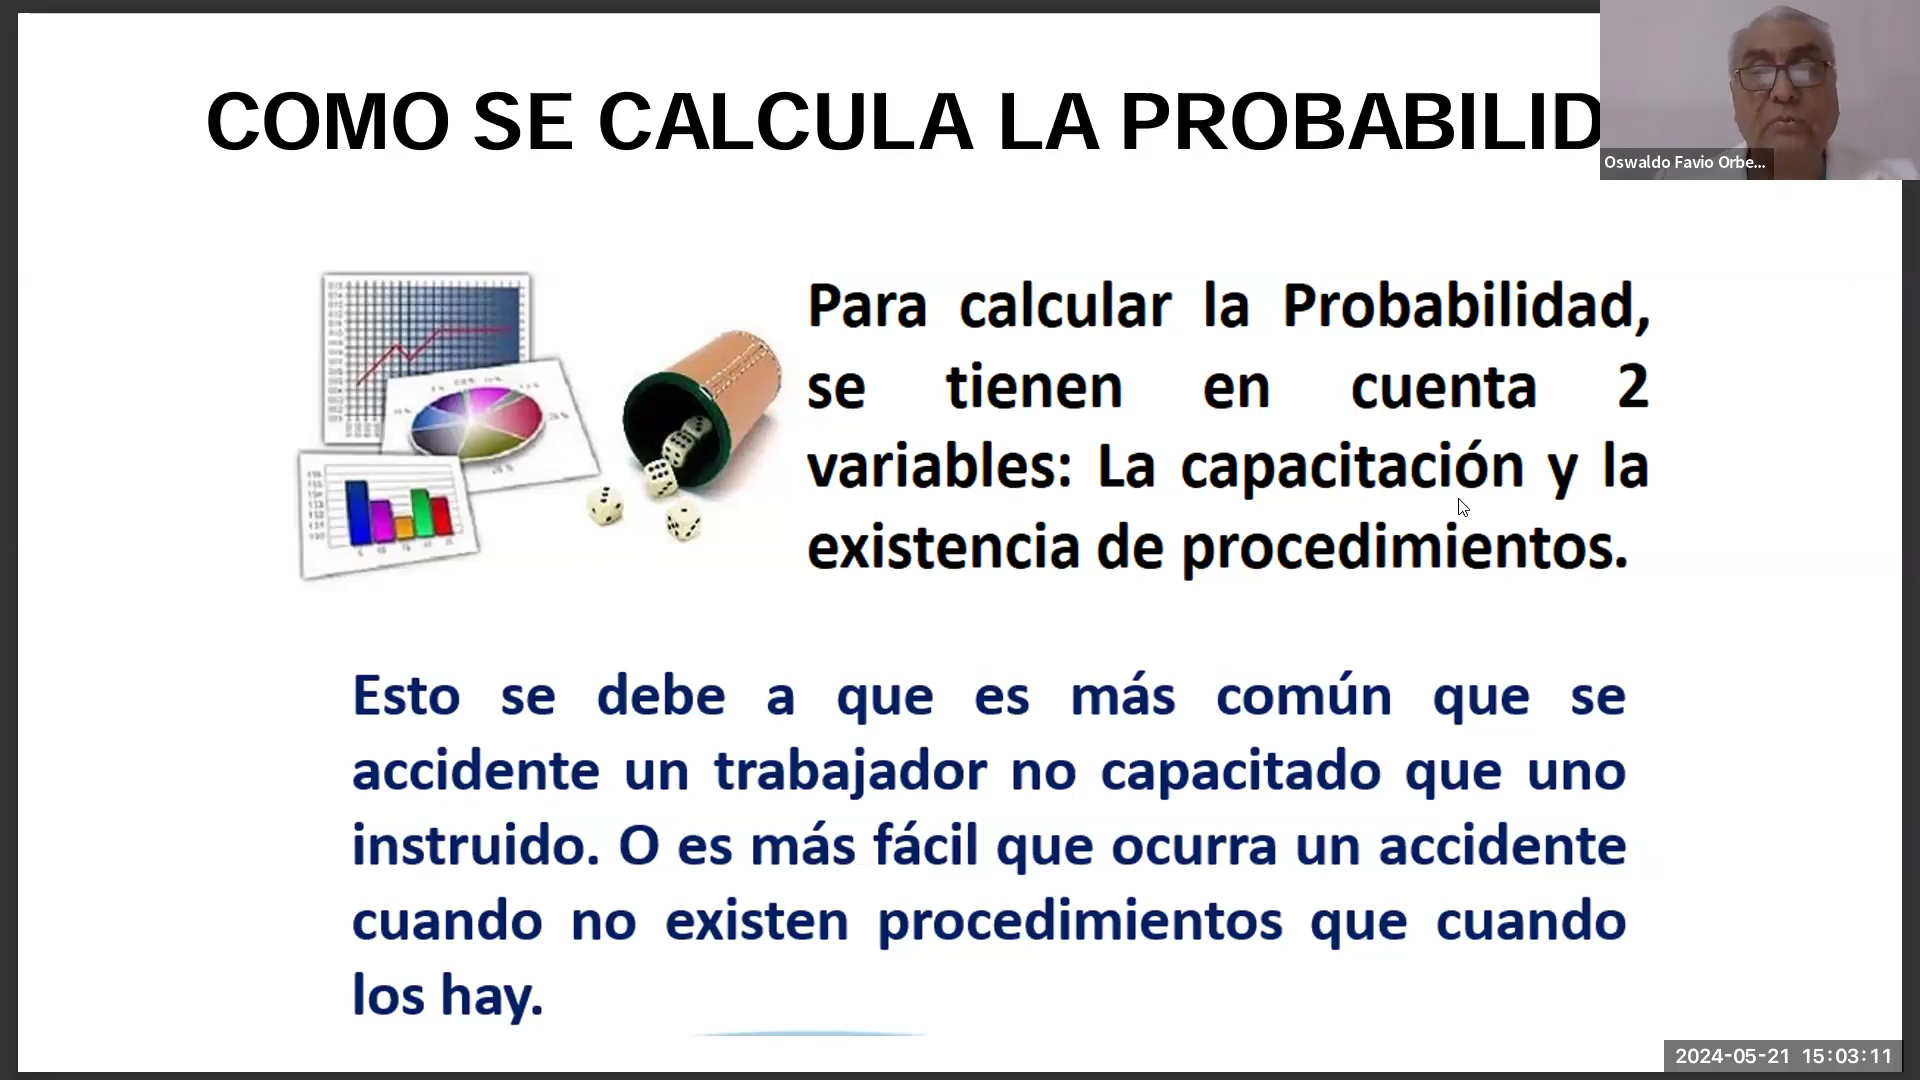 COMO SE CALCULA LA PROBABILID
Oswaldo Favio Orbe...
Para calcular la Probabilidad,
se tienen en cuenta 2
variables: La capacitación y la
existencia de procedimientos.
Esto se debe a que es más común que se
accidente un trabajador no capacitado que uno
instruido. O es más fácil que ocurra un accidente
cuando no existen procedimientos que cuando
los hay.
2024-05-21 15:03:11